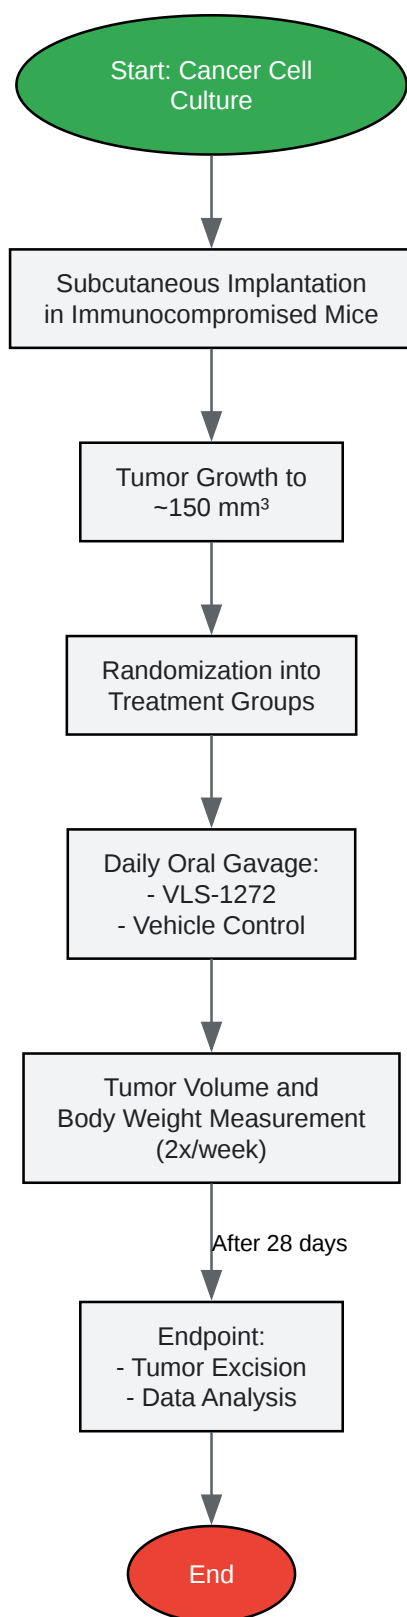 Start: Cancer Cell
Culture
Subcutaneous Implantation
in Immunocompromised Mice
Tumor Growth to
~150 mm³
Randomization into
Treatment Groups
Daily Oral Gavage:
- VLS-1272
- Vehicle Control
Tumor Volume and
Body Weight Measurement
(2x/week)
After 28 days
Endpoint:
- Tumor Excision
- Data Analysis
End